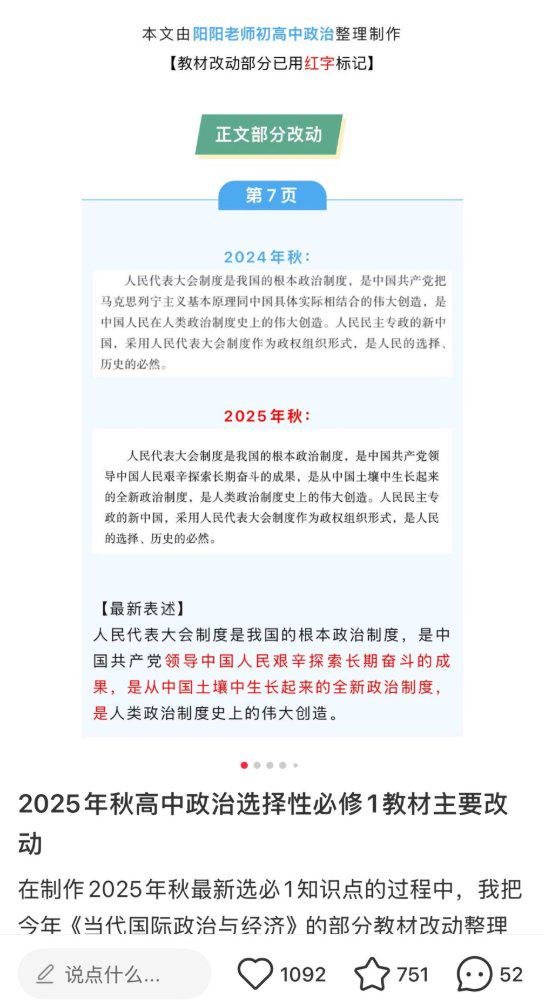 本文由阳阳老师初高中政治整理制作
【教材改动部分已用红字标记】
正文部分改动
第7页
2024年秋：
人民代表大会制度是我国的根本政治制度，是中国共产党把
马克思列宁主义基本原理同中国具体实际相结合的伟大创造，是
中国人民在人类政治制度史上的伟大创造。人民民主专政的新中
国，采用人民代表大会制度作为政权组织形式，是人民的选择、
历史的必然。
2025年秋：
人民代表大会制度是我国的根本政治制度，是中国共产党领
导中国人民艰辛探索长期奋斗的成果，是从中国土壤中生长起来
的全新政治制度，是人类政治制度史上的伟大创造。人民民主专
政的新中国，采用人民代表大会制度作为政权组织形式，是人民
的选择、历史的必然。
【最新表述】
人民代表大会制度是我国的根本政治制度，是中
国共产党领导中国人民艰辛探索长期奋斗的成
果，是从中国土壤中生长起来的全新政治制度，
是人类政治制度史上的伟大创造。
2025年秋高中政治选择性必修1教材主要改
动
在制作2025年秋最新选必1知识点的过程中，我把
今年《当代国际政治与经济》的部分教材改动整理
说点什么...
1092
751
52